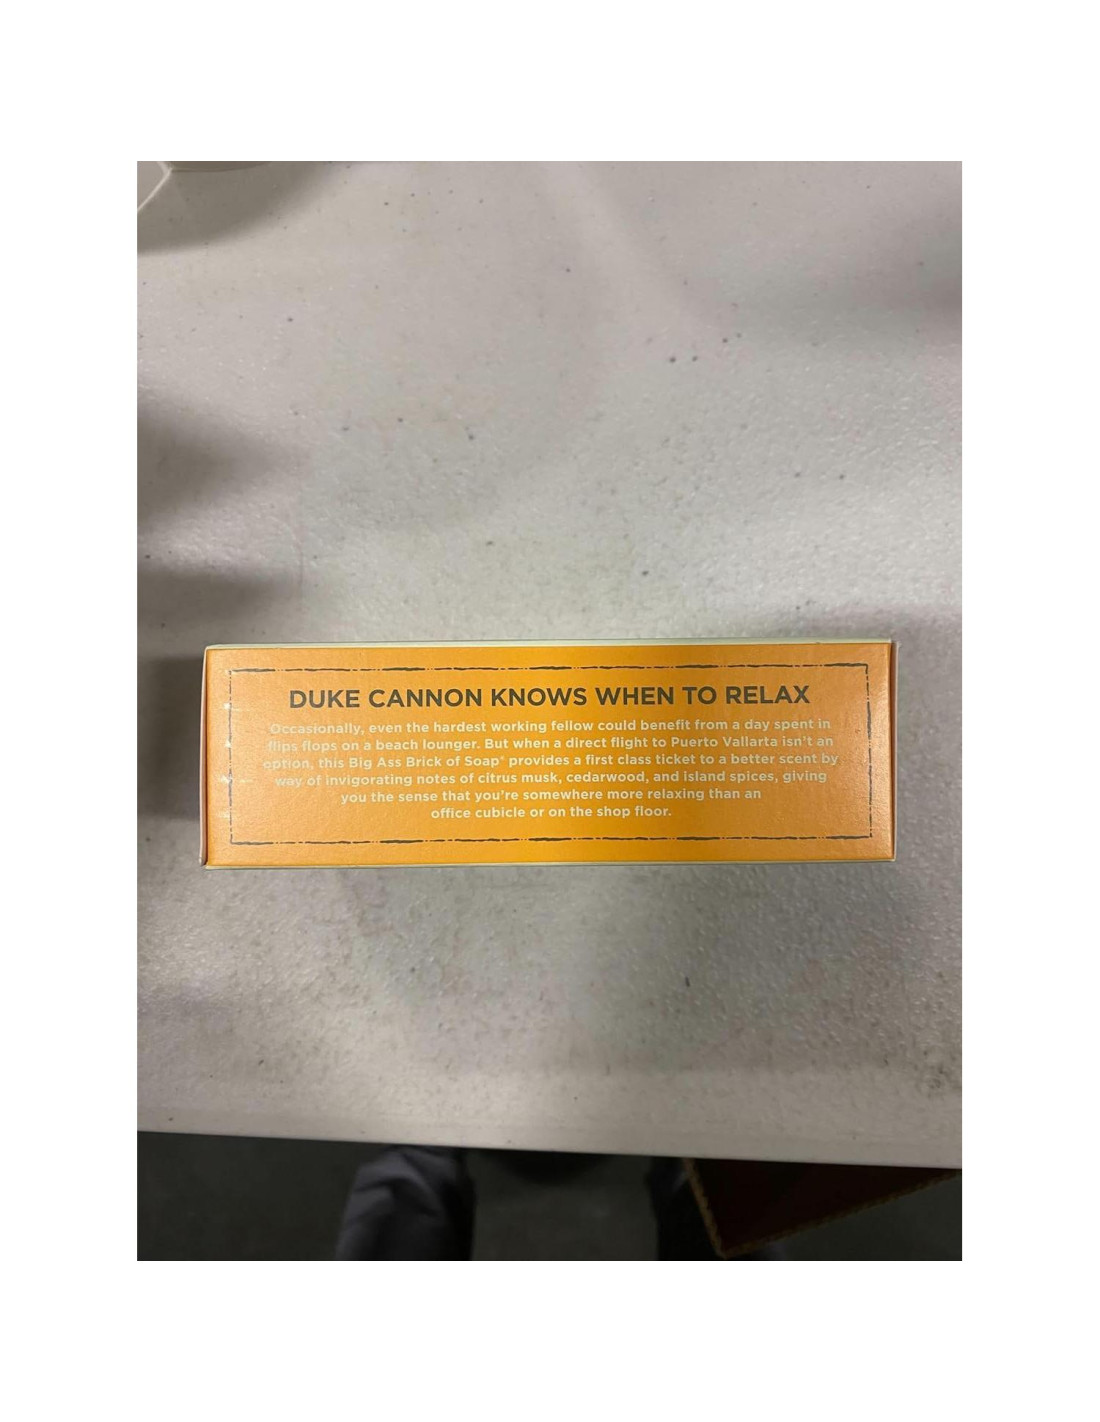 DUKE CANNON KNOWS WHEN TO RELAX
Occasionally, even the hardest working fellow could benefit from a day spent in
flips flops on a beach lounger. But when a direct flight to Puerto Vallarta isn't an
option, this Big Ass Brick of Soap® provides a first class ticket to a better scent by
way of invigorating notes of citrus musk, cedarwood, and island spices, giving
you the sense that you're somewhere more relaxing than an
office cubicle or on the shop floor.